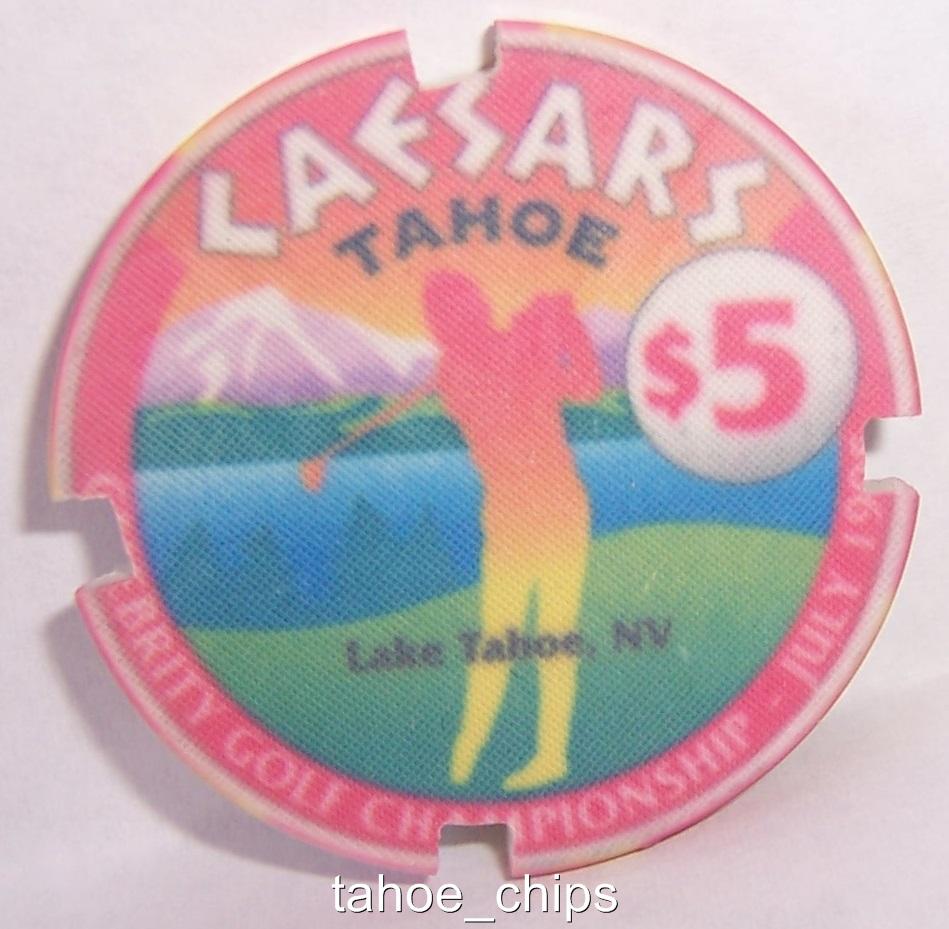 CAESARS
TAHOE
$5
Lake Tahoe, NV
GOLF CHAMPIONSHIP - JULY
tahoe_chips